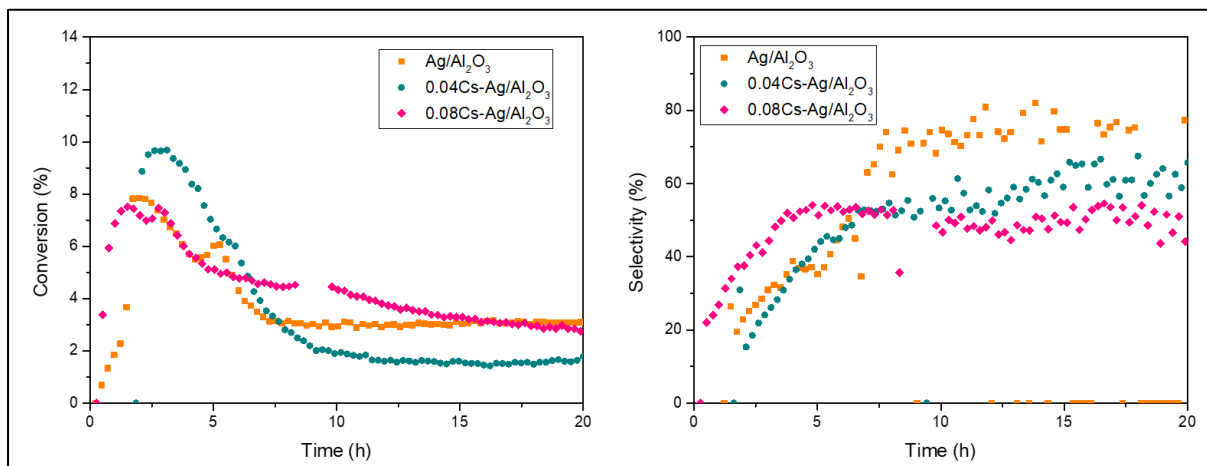 14
12
10
8
6
4
2
0
Conversion (%)
0 5 10 15 20
Time (h)
Ag/Al₂O₃
0.04Cs-Ag/Al₂O₃
0.08Cs-Ag/Al₂O₃
100
80
60
40
20
0
Selectivity (%)
0 5 10 15 20
Time (h)
Ag/Al₂O₃
0.04Cs-Ag/Al₂O₃
0.08Cs-Ag/Al₂O₃